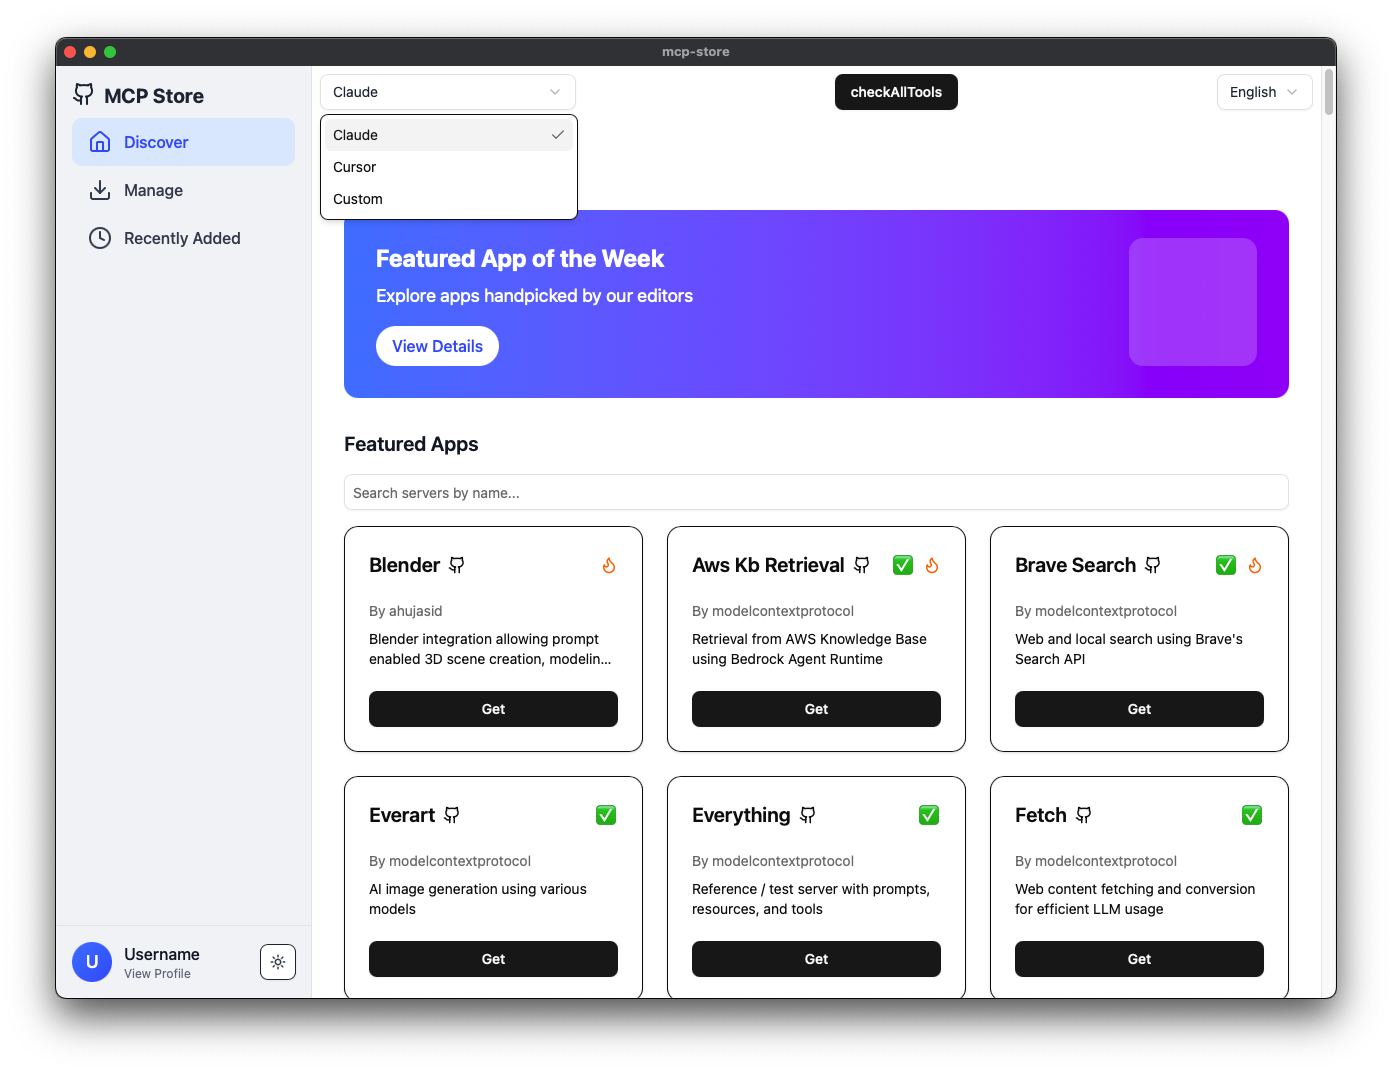 mcp-store
MCP Store
Discover
Manage
Recently Added
Claude
checkAllTools
English
Claude
Cursor
Custom
Featured App of the Week
Explore apps handpicked by our editors
View Details
Featured Apps
Search servers by name...
Blender
By ahujasid
Blender integration allowing prompt
enabled 3D scene creation, modelin...
Get
Aws Kb Retrieval
By modelcontextprotocol
Retrieval from AWS Knowledge Base
using Bedrock Agent Runtime
Get
Brave Search
By modelcontextprotocol
Web and local search using Brave's
Search API
Get
Everart
By modelcontextprotocol
AI image generation using various
models
Get
Everything
By modelcontextprotocol
Reference / test server with prompts,
resources, and tools
Get
Fetch
By modelcontextprotocol
Web content fetching and conversion
for efficient LLM usage
Get
U
Username
View Profile